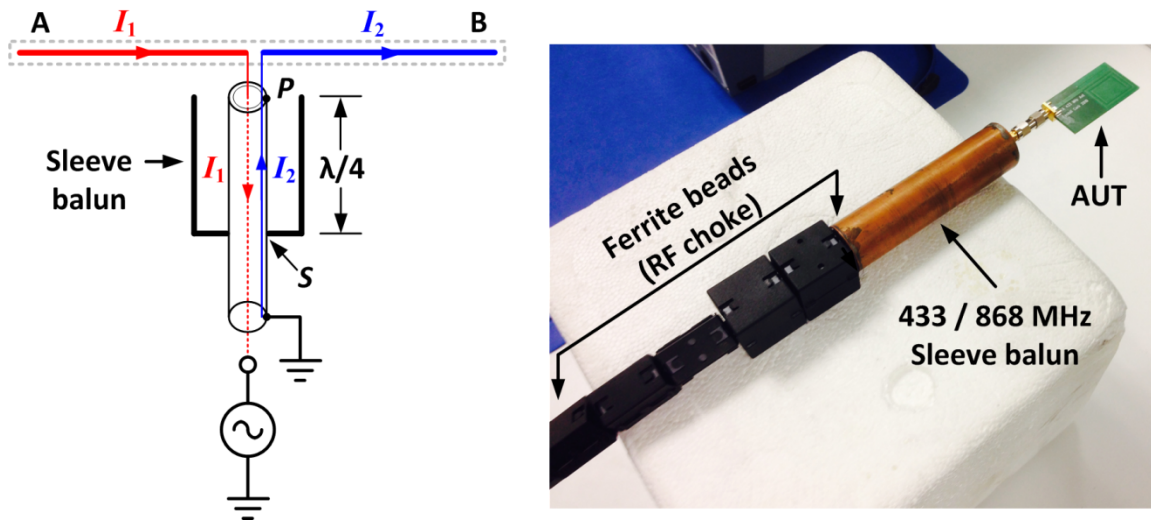 A
I1
I2
B
P
Sleeve
balun
I1
I2
λ/4
S
Ferrite beads
(RF choke)
AUT
433 / 868 MHz
Sleeve balun